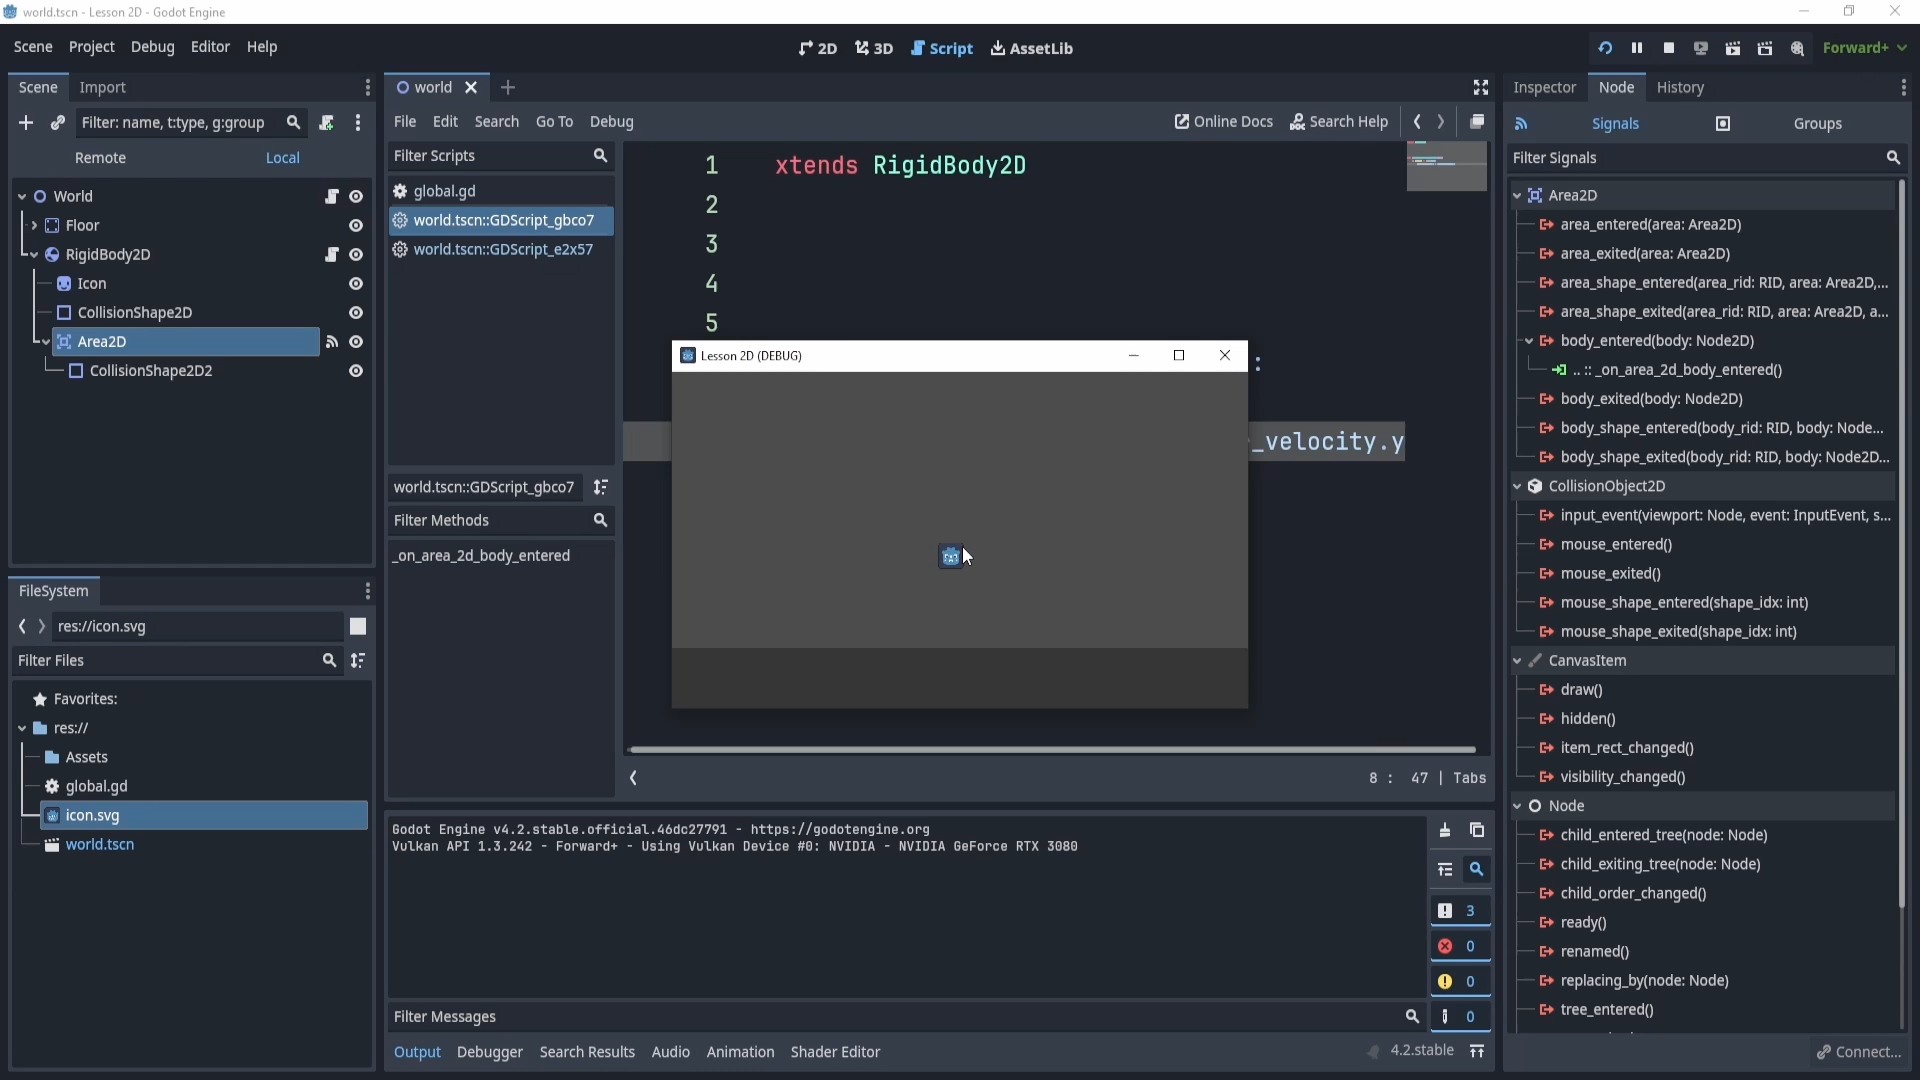 world.tscn - Lesson 2D - Godot Engine
Scene Project Debug Editor Help
2D 3D Script AssetLib
Forward+
Scene Import
Filter: name, t:type, g:group
Remote Local
World
Floor
RigidBody2D
Icon
CollisionShape2D
Area2D
CollisionShape2D2
FileSystem
res://icon.svg
Filter Files
Favorites:
res://
Assets
global.gd
icon.svg
world.tscn
world
File Edit Search Go To Debug
Online Docs Search Help
Filter Scripts
global.gd
world.tscn::GDScript_gbco7
world.tscn::GDScript_e2x57
world.tscn::GDScript_gbco7
Filter Methods
_on_area_2d_body_entered
1 xtends RigidBody2D
2
3
4
5
:
_velocity.y
Lesson 2D (DEBUG)
8 : 47 | Tabs
Godot Engine v4.2.stable.official.46dc27791 - https://godotengine.org
Vulkan API 1.3.242 - Forward+ - Using Vulkan Device #0: NVIDIA - NVIDIA GeForce RTX 3080
3
0
0
0
Filter Messages
Output Debugger Search Results Audio Animation Shader Editor
4.2.stable
Inspector Node History
Signals Groups
Filter Signals
Area2D
area_entered(area: Area2D)
area_exited(area: Area2D)
area_shape_entered(area_rid: RID, area: Area2D,...
area_shape_exited(area_rid: RID, area: Area2D, a...
body_entered(body: Node2D)
.. :: _on_area_2d_body_entered()
body_exited(body: Node2D)
body_shape_entered(body_rid: RID, body: Node...
body_shape_exited(body_rid: RID, body: Node2D...
CollisionObject2D
input_event(viewport: Node, event: InputEvent, s...
mouse_entered()
mouse_exited()
mouse_shape_entered(shape_idx: int)
mouse_shape_exited(shape_idx: int)
CanvasItem
draw()
hidden()
item_rect_changed()
visibility_changed()
Node
child_entered_tree(node: Node)
child_exiting_tree(node: Node)
child_order_changed()
ready()
renamed()
replacing_by(node: Node)
tree_entered()
Connect...